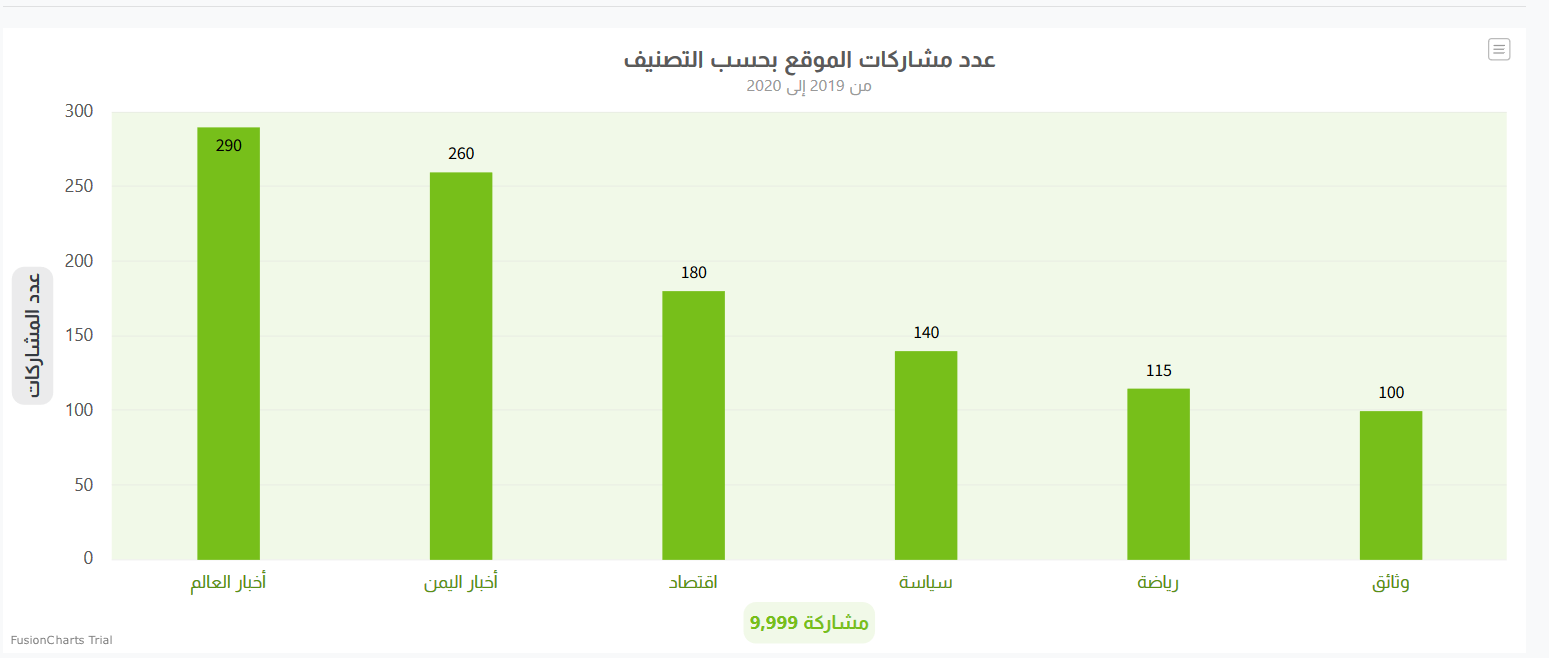 عدد مشاركات الموقع بحسب التصنيف
من 2019 إلى 2020
عدد المشاركات
300
250
200
150
100
50
0
290
260
180
140
115
100
أخبار العالم
أخبار اليمن
اقتصاد
سياسة
رياضة
وثائق
مشاركة 9,999
FusionCharts Trial